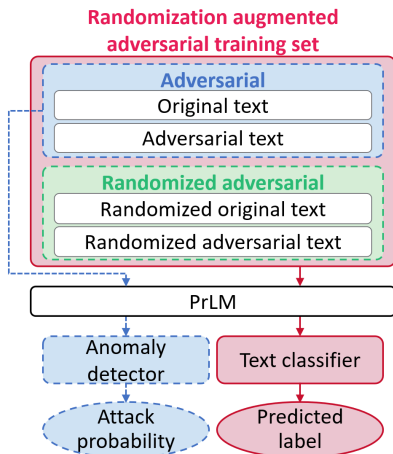 Randomization augmented
adversarial training set
Adversarial
Original text
Adversarial text
Randomized adversarial
Randomized original text
Randomized adversarial text
PrLM
Anomaly
detector
Text classifier
Attack
probability
Predicted
label